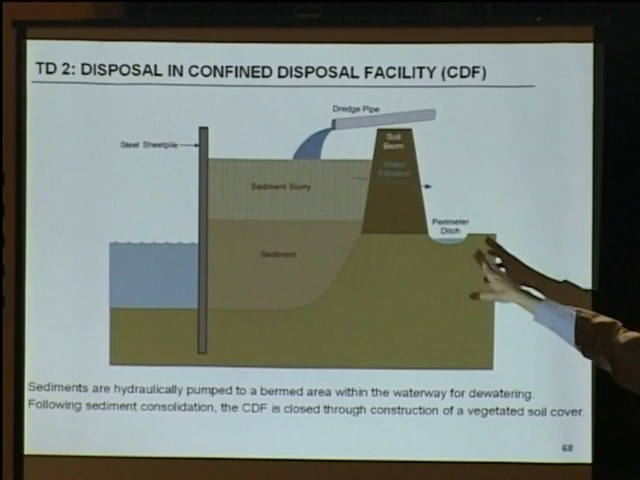 TD 2: DISPOSAL IN CONFINED DISPOSAL FACILITY (CDF)
Dredge Pipe
Steel Sheetpile
Soil
Berm
Water
Filtration
Sediment Slurry
Perimeter
Ditch
Sediment
Sediments are hydraulically pumped to a bermed area within the waterway for dewatering.
Following sediment consolidation, the CDF is closed through construction of a vegetated soil cover.
68